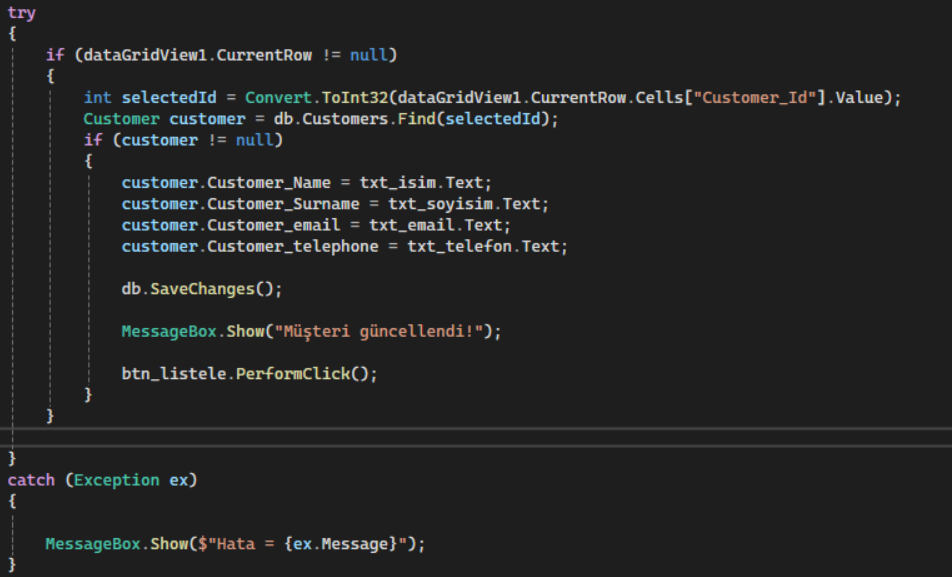 try
{
if (dataGridView1.CurrentRow != null)
{
int selectedId = Convert.ToInt32(dataGridView1.CurrentRow.Cells["Customer_Id"].Value);
Customer customer = db.Customers.Find(selectedId);
if (customer != null)
{
customer.Customer_Name = txt_isim.Text;
customer.Customer_Surname = txt_soyisim.Text;
customer.Customer_email = txt_email.Text;
customer.Customer_telephone = txt_telefon.Text;
db.SaveChanges();
MessageBox.Show("Müşteri güncellendi!");
btn_listele.PerformClick();
}
}
}
catch (Exception ex)
{
MessageBox.Show($"Hata = {ex.Message}");
}